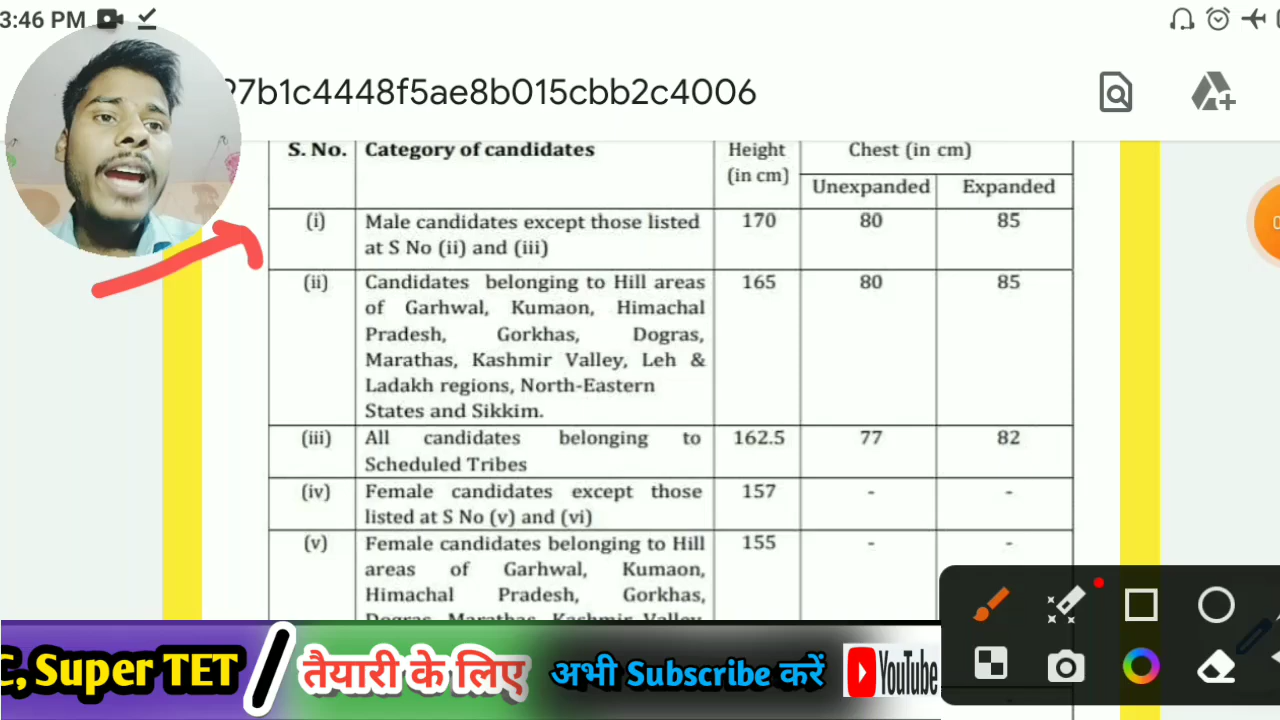 3:46 PM
97b1c4448f5ae8b015cbb2c4006
S. No. Category of candidates Height (in cm) Chest (in cm)
Unexpanded Expanded
(i) Male candidates except those listed 170 80 85
at S No (ii) and (iii)
(ii) Candidates belonging to Hill areas 165 80 85
of Garhwal, Kumaon, Himachal
Pradesh, Gorkhas, Dogras,
Marathas, Kashmir Valley, Leh &
Ladakh regions, North-Eastern
States and Sikkim.
(iii) All candidates belonging to 162.5 77 82
Scheduled Tribes
(iv) Female candidates except those 157 - -
listed at S No (v) and (vi)
(v) Female candidates belonging to Hill 155 - -
areas of Garhwal, Kumaon,
Himachal Pradesh, Gorkhas,
Dogras, Marathas, Kashmir Valley,
C, Super TET / तैयारी के लिए अभी Subscribe करें YouTube